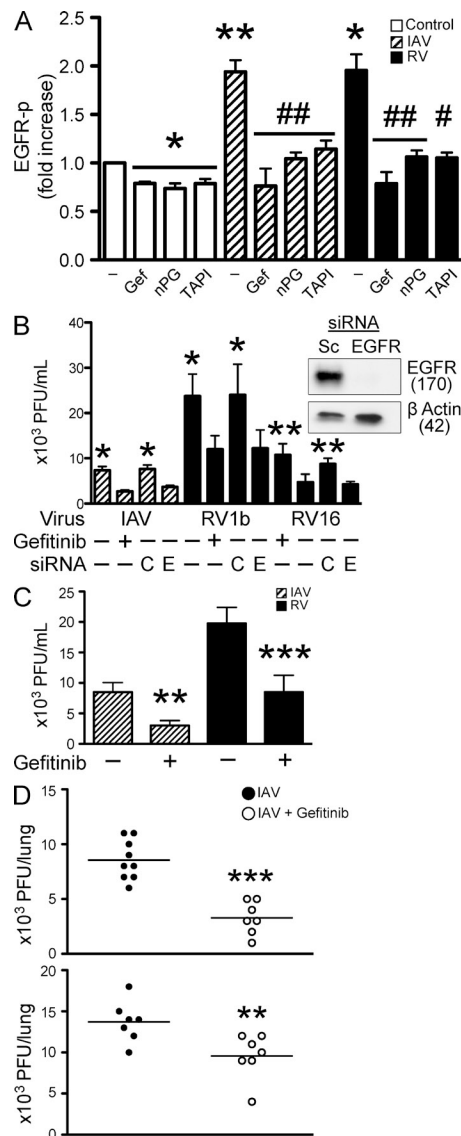 A
Control
IAV
RV
EGFR-p
(fold increase)
2.5
2.0
1.5
1.0
0.5
0.0
*
**
##
*
##
#
– Gef nPG TAPI – Gef nPG TAPI – Gef nPG TAPI
B
x10³ PFU/mL
40
30
20
10
0
* * * * ** **
siRNA
Sc EGFR
EGFR
(170)
β Actin
(42)
Virus IAV RV1b RV16
Gefitinib – + – – – + – – + – – –
siRNA – – C E – – C E – – C E
C
IAV
RV
x10³ PFU/mL
25
20
15
10
5
0
** ***
Gefitinib – + – +
D
IAV
IAV + Gefitinib
x10³ PFU/lung
15
10
5
0
***
x10³ PFU/lung
20
15
10
5
0
**